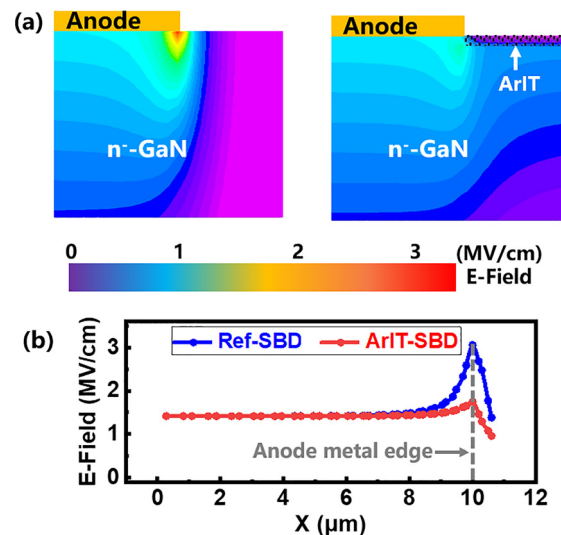 (a)
Anode
Anode
ArIT
n⁻-GaN
n⁻-GaN
0 1 2 3 (MV/cm)
E-Field
(b)
Ref-SBD ArIT-SBD
E-Field (MV/cm)
3
2
1
0
Anode metal edge
0 2 4 6 8 10 12
X (μm)